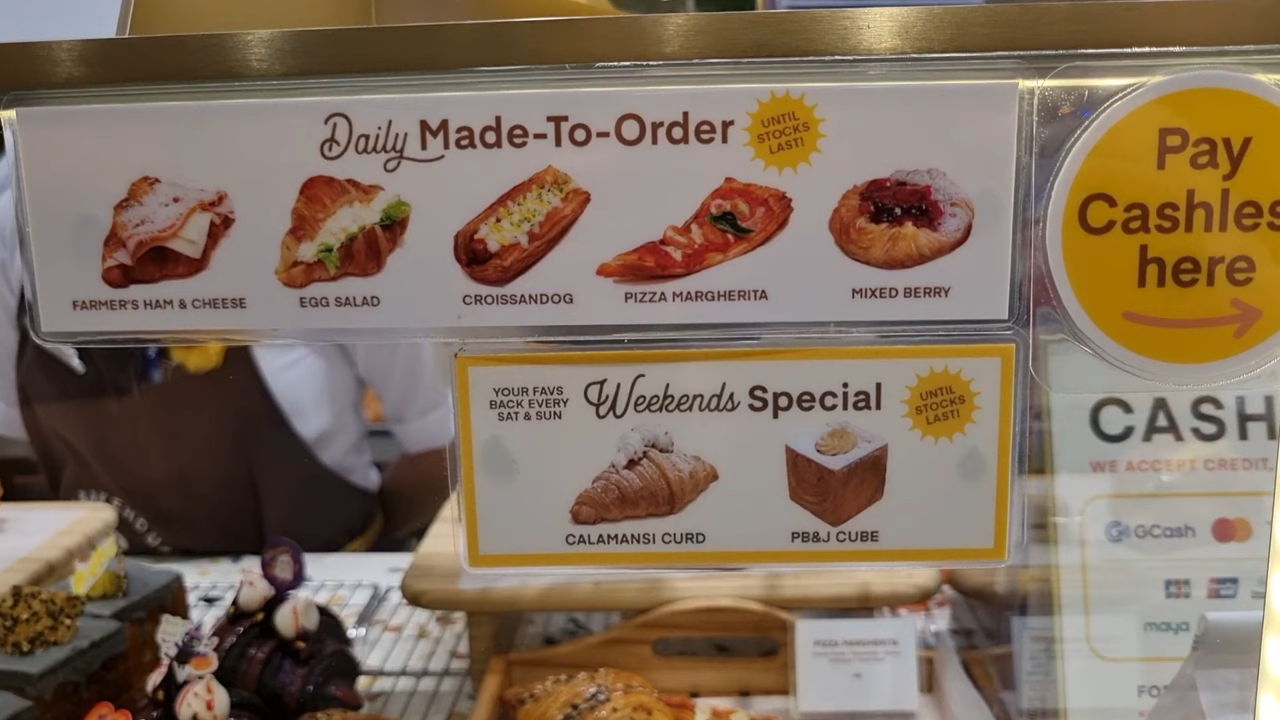 Daily Made-To-Order
UNTIL
STOCKS
LAST!
FARMER'S HAM & CHEESE
EGG SALAD
CROISSANDOG
PIZZA MARGHERITA
MIXED BERRY
Pay
Cashles
here
YOUR FAVS
BACK EVERY
SAT & SUN
Weekends Special
UNTIL
STOCKS
LAST!
CALAMANSI CURD
PB&J CUBE
CASH
WE ACCEPT CREDIT,
GCash
JCB
maya
FO
PIZZA MARGHERITA